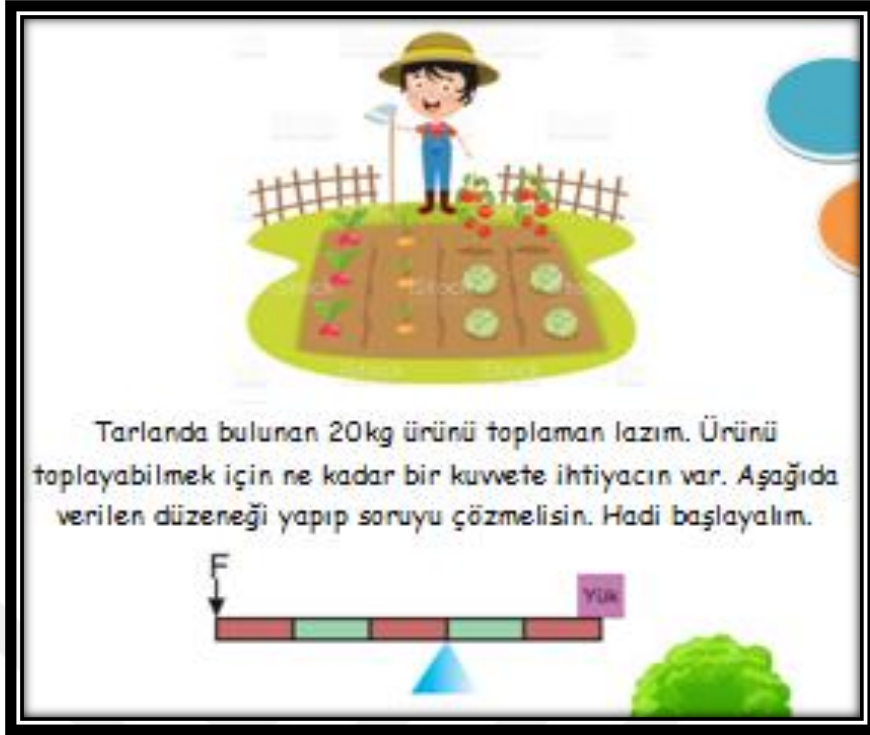 Tarlanda bulunan 20kg ürünü toplaman lazım. Ürünü
toplayabilmek için ne kadar bir kuvvete ihtiyacın var. Aşağıda
verilen düzeneği yapıp soruyu çözmelisin. Hadi başlayalım.
F
Yük